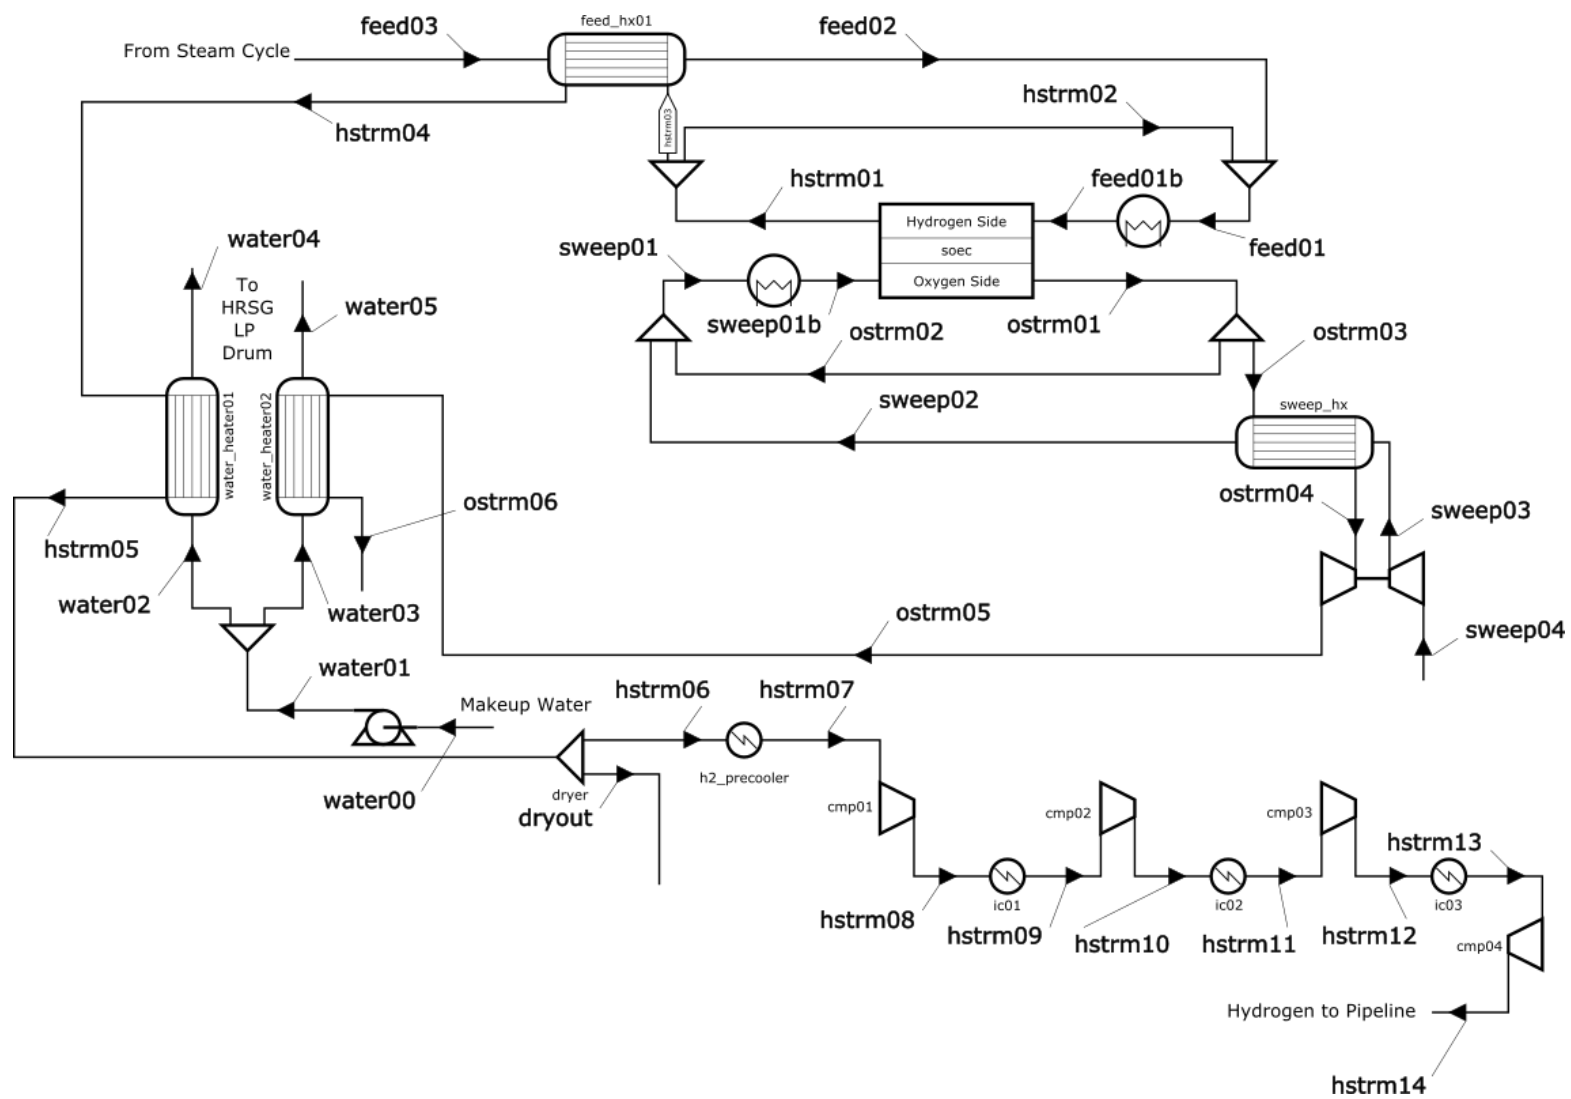 feed03
feed_hx01
feed02
From Steam Cycle
hstrm02
hstrm04
hstrm03
hstrm01
feed01b
Hydrogen Side
water04
sweep01
soec
feed01
To
HRSG
LP
Drum
water05
Oxygen Side
sweep01b
ostrm02
ostrm01
ostrm03
water_heater01
water_heater02
sweep02
sweep_hx
ostrm06
ostrm04
sweep03
hstrm05
water02
water03
ostrm05
sweep04
water01
hstrm06
hstrm07
Makeup Water
h2_precooler
water00
dryer
dryout
cmp01
cmp02
cmp03
hstrm13
hstrm08
ic01
ic02
ic03
hstrm09
hstrm10
hstrm11
hstrm12
cmp04
Hydrogen to Pipeline
hstrm14